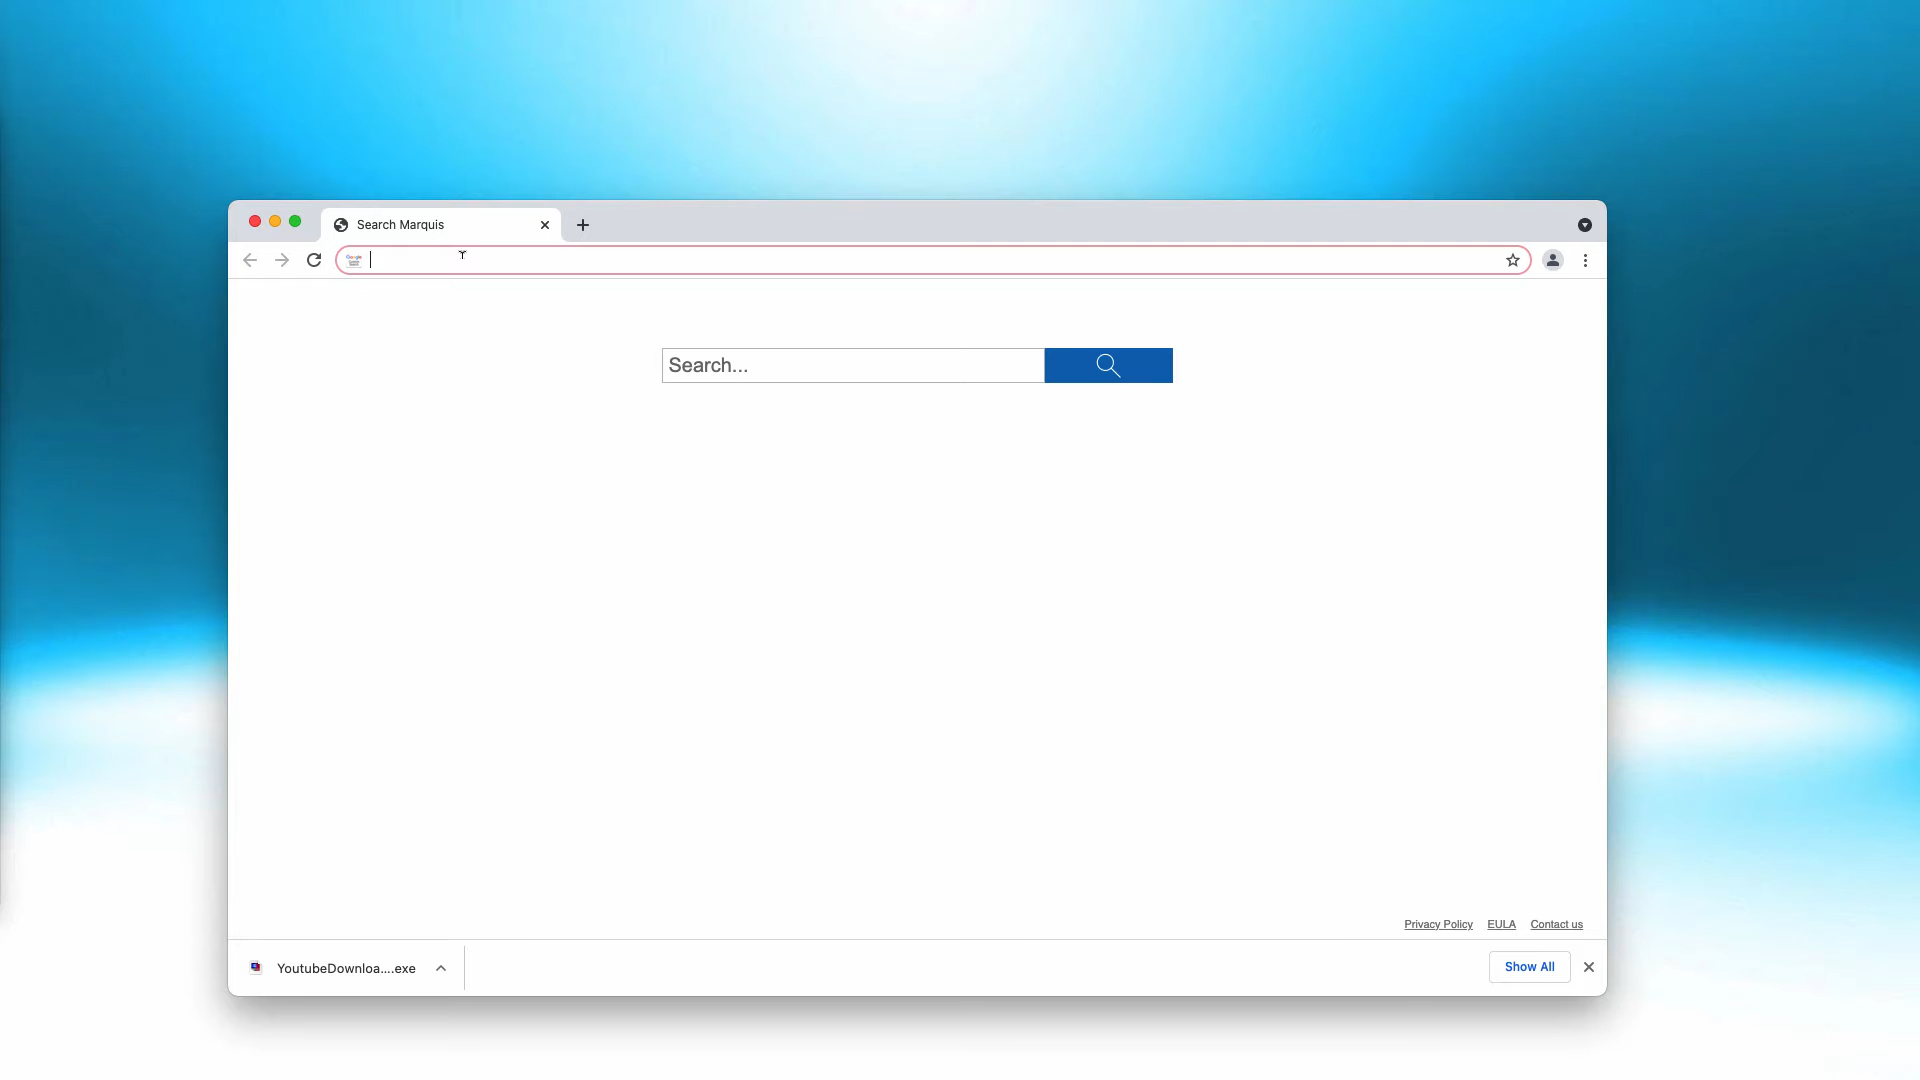 Search Marquis
Search...
Privacy Policy EULA Contact us
YoutubeDownloa....exe
Show All